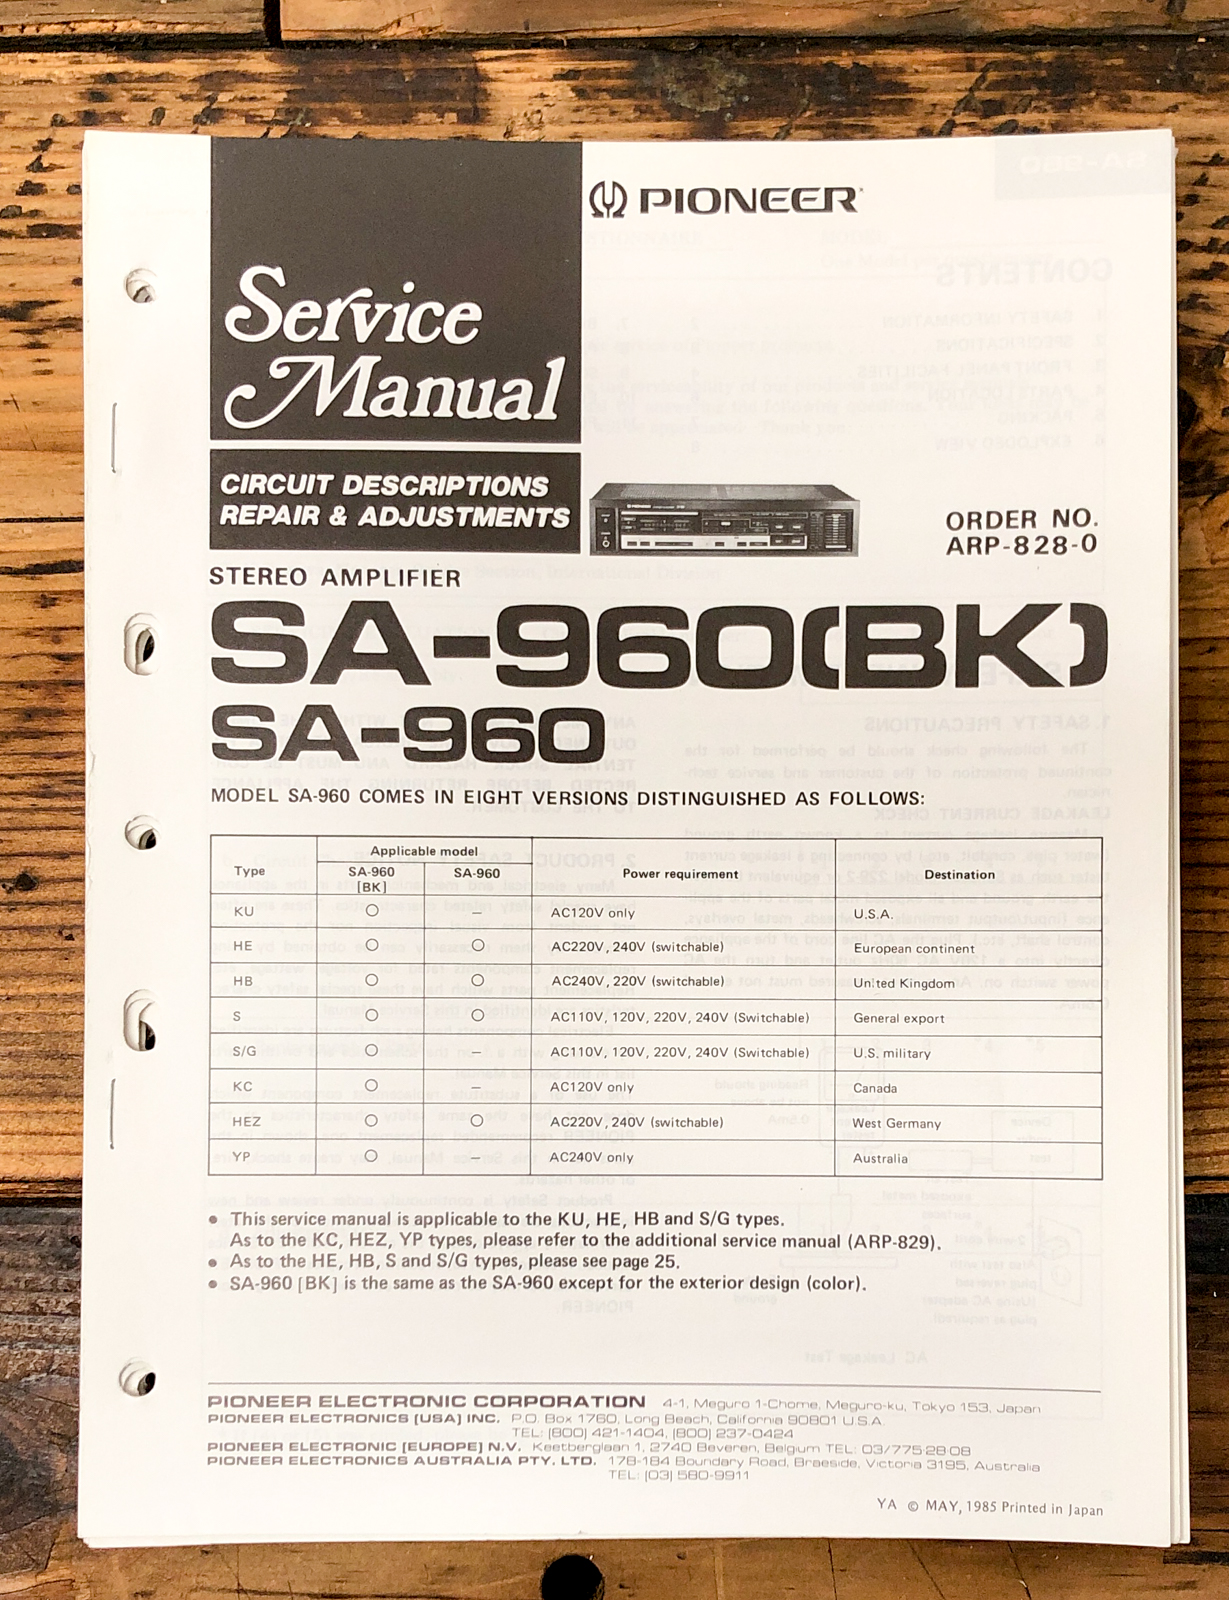 PIONEER
Service
Manual
CIRCUIT DESCRIPTIONS
REPAIR & ADJUSTMENTS
ORDER NO.
ARP-828-0
STEREO AMPLIFIER
SA-960(BK)
SA-960
MODEL SA-960 COMES IN EIGHT VERSIONS DISTINGUISHED AS FOLLOWS:
Type Applicable model Power requirement Destination
SA-960 [BK] SA-960
KU ○ – AC120V only U.S.A.
HE ○ ○ AC220V, 240V (switchable) European continent
HB ○ ○ AC240V, 220V (switchable) United Kingdom
S ○ ○ AC110V, 120V, 220V, 240V (Switchable) General export
S/G ○ – AC110V, 120V, 220V, 240V (Switchable) U.S. military
KC ○ – AC120V only Canada
HEZ ○ ○ AC220V, 240V (switchable) West Germany
YP ○ – AC240V only Australia
• This service manual is applicable to the KU, HE, HB and S/G types.
As to the KC, HEZ, YP types, please refer to the additional service manual (ARP-829).
• As to the HE, HB, S and S/G types, please see page 25.
• SA-960 [BK] is the same as the SA-960 except for the exterior design (color).
PIONEER ELECTRONIC CORPORATION 4-1, Meguro 1-Chome, Meguro-ku, Tokyo 153, Japan
PIONEER ELECTRONICS [USA] INC. P.O. Box 1760, Long Beach, California 90801 U.S.A.
TEL: [800] 421-1404, [800] 237-0424
PIONEER ELECTRONIC [EUROPE] N.V. Keetberglaan 1, 2740 Beveren, Belgium TEL: 03/775·28·08
PIONEER ELECTRONICS AUSTRALIA PTY. LTD. 178-184 Boundary Road, Braeside, Victoria 3195, Australia
TEL: [03] 580-9911
YA © MAY, 1985 Printed in Japan